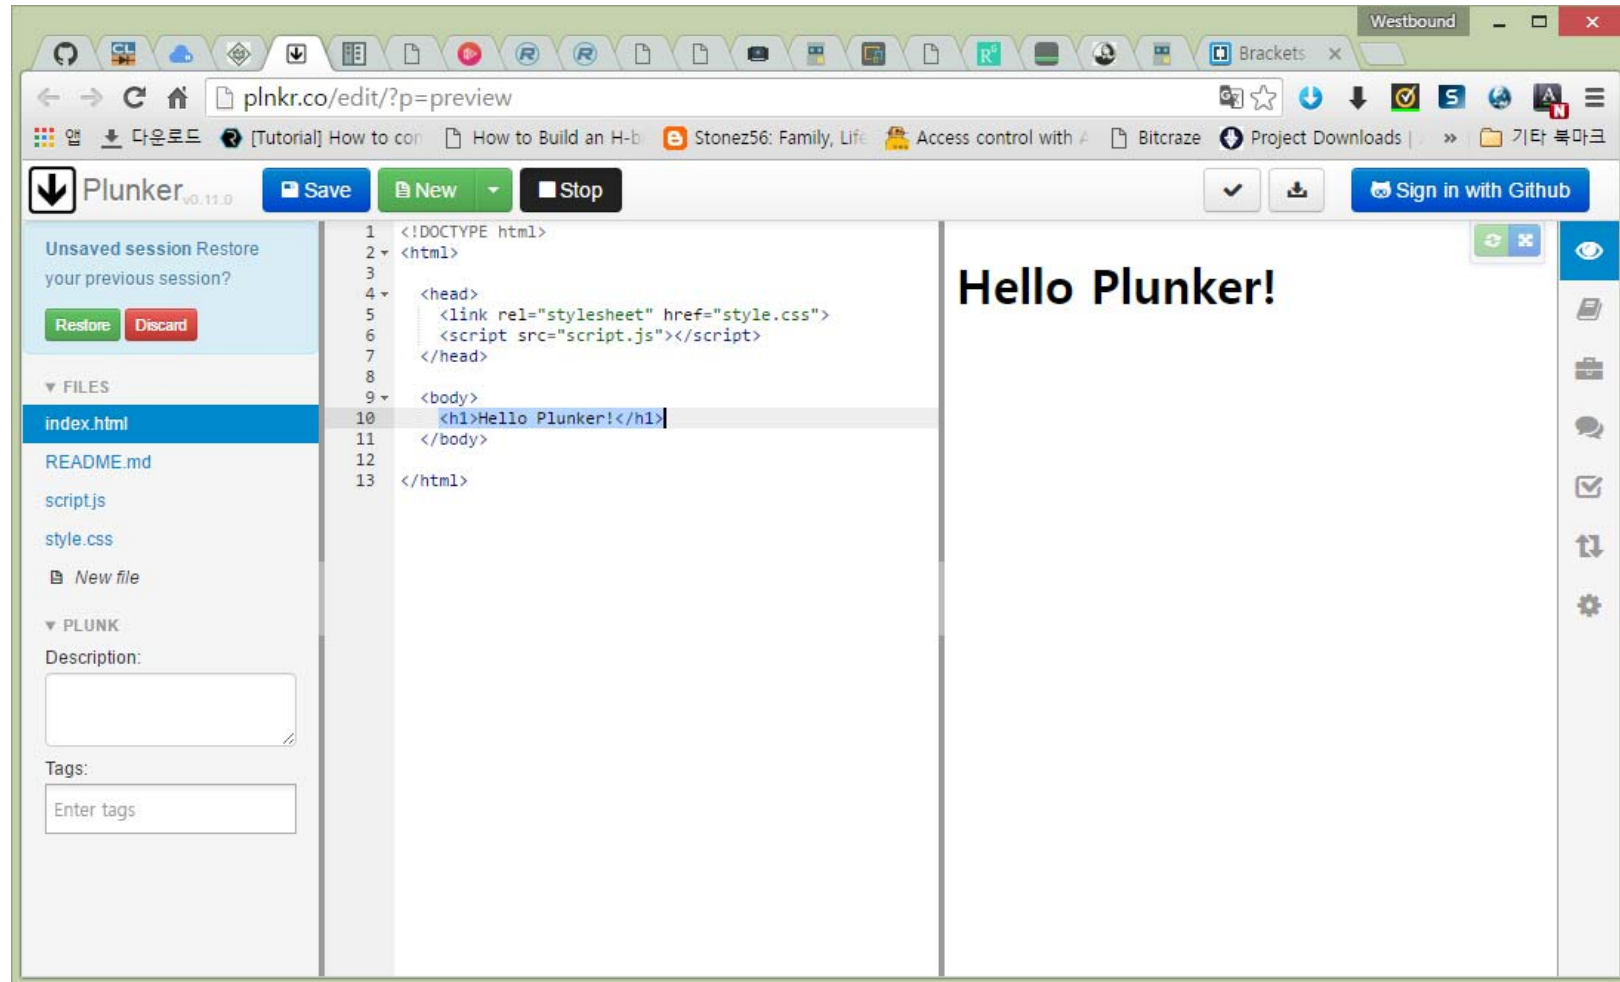 Westbound
CL
R
R
R
Brackets
plnkr.co/edit/?p=preview
S
A
N
앱
다운로드
[Tutorial] How to con
How to Build an H-b
Stonez56: Family, Life
Access control with A
Bitcraze
Project Downloads |
»
기타 북마크
Plunker v0.11.0
Save
New
Stop
Sign in with Github
Unsaved session Restore
your previous session?
Restore
Discard
▼ FILES
index.html
README.md
script.js
style.css
New file
▼ PLUNK
Description:
Tags:
Enter tags
1 <!DOCTYPE html>
2 <html>
3
4 <head>
5 <link rel="stylesheet" href="style.css">
6 <script src="script.js"></script>
7 </head>
8
9 <body>
10 <h1>Hello Plunker!</h1>
11 </body>
12
13 </html>
Hello Plunker!